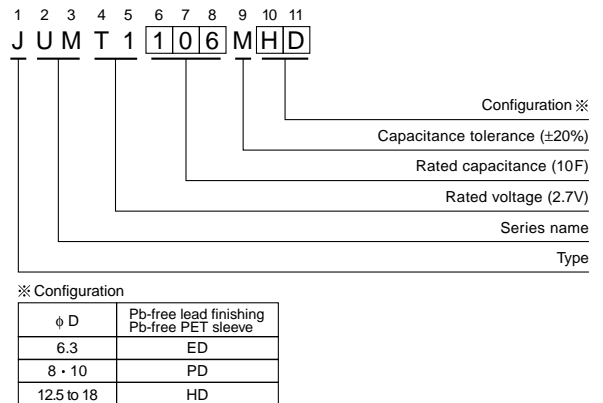 1 2 3 4 5 6 7 8 9 10 11
J U M T 1 1 0 6 M H D
Configuration ※
Capacitance tolerance (±20%)
Rated capacitance (10F)
Rated voltage (2.7V)
Series name
Type
※ Configuration
ϕ D Pb-free lead finishing
Pb-free PET sleeve
6.3 ED
8 · 10 PD
12.5 to 18 HD